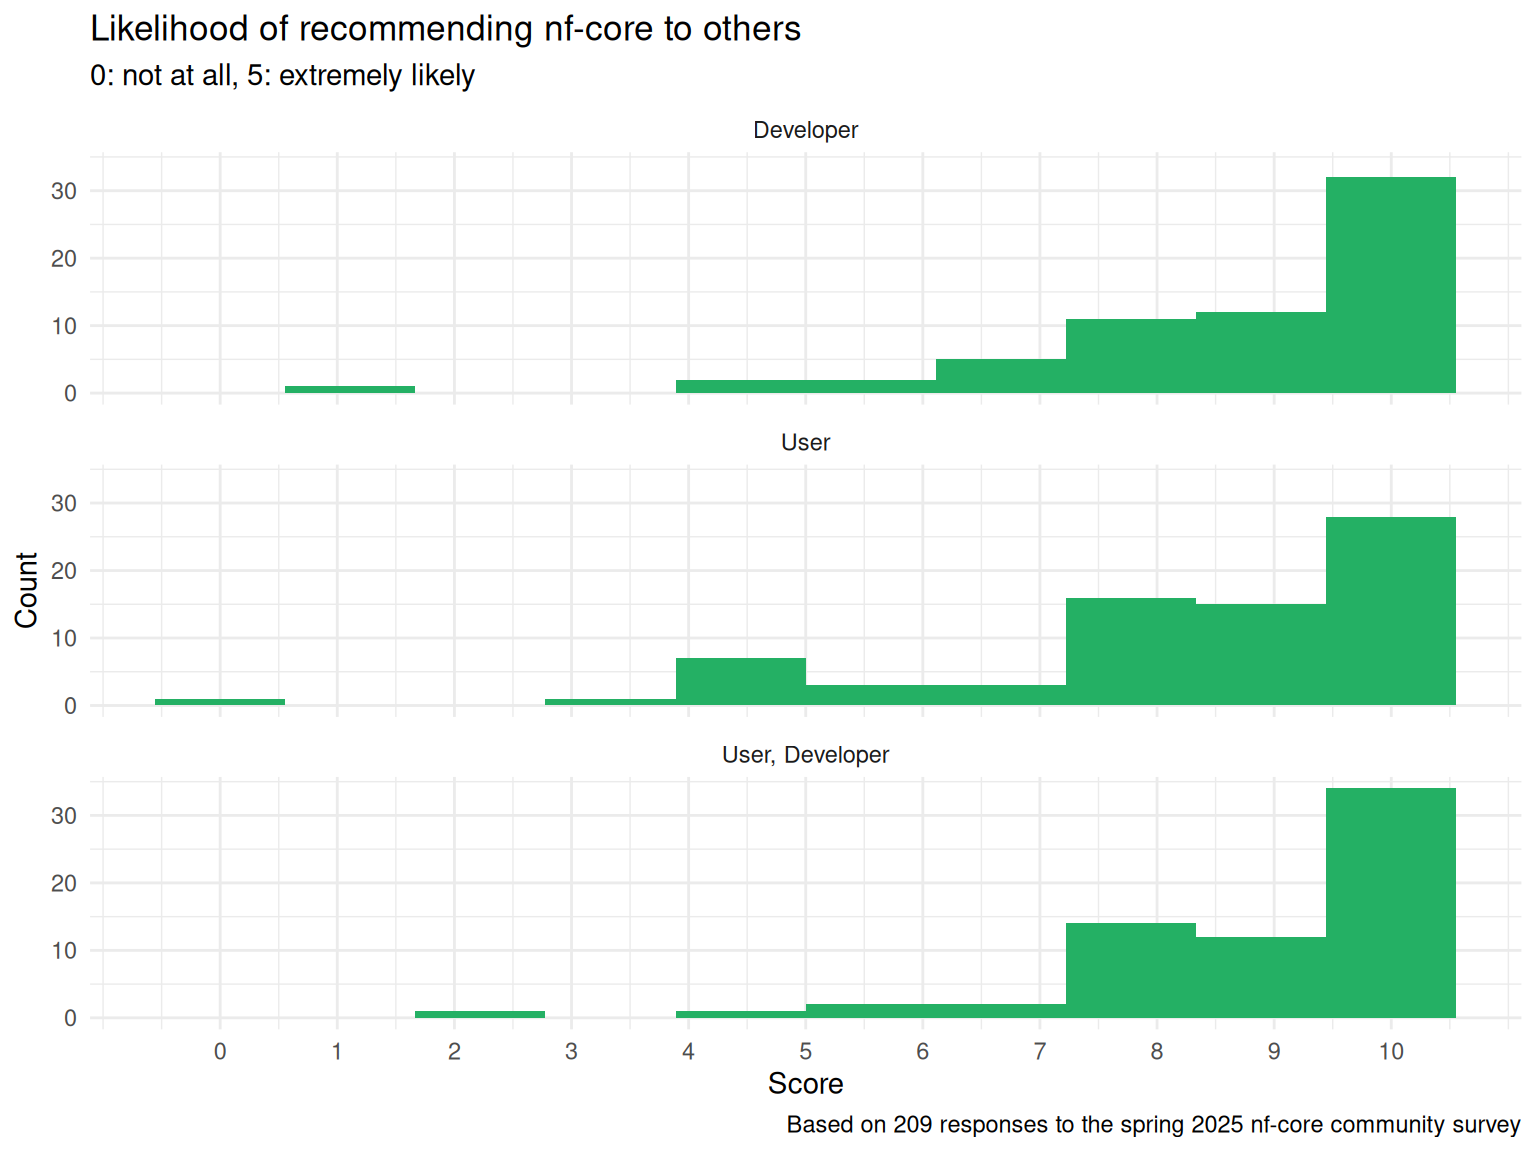 Likelihood of recommending nf-core to others
0: not at all, 5: extremely likely
Developer
30
20
10
0
User
30
20
10
0
Count
User, Developer
30
20
10
0
0 1 2 3 4 5 6 7 8 9 10
Score
Based on 209 responses to the spring 2025 nf-core community survey